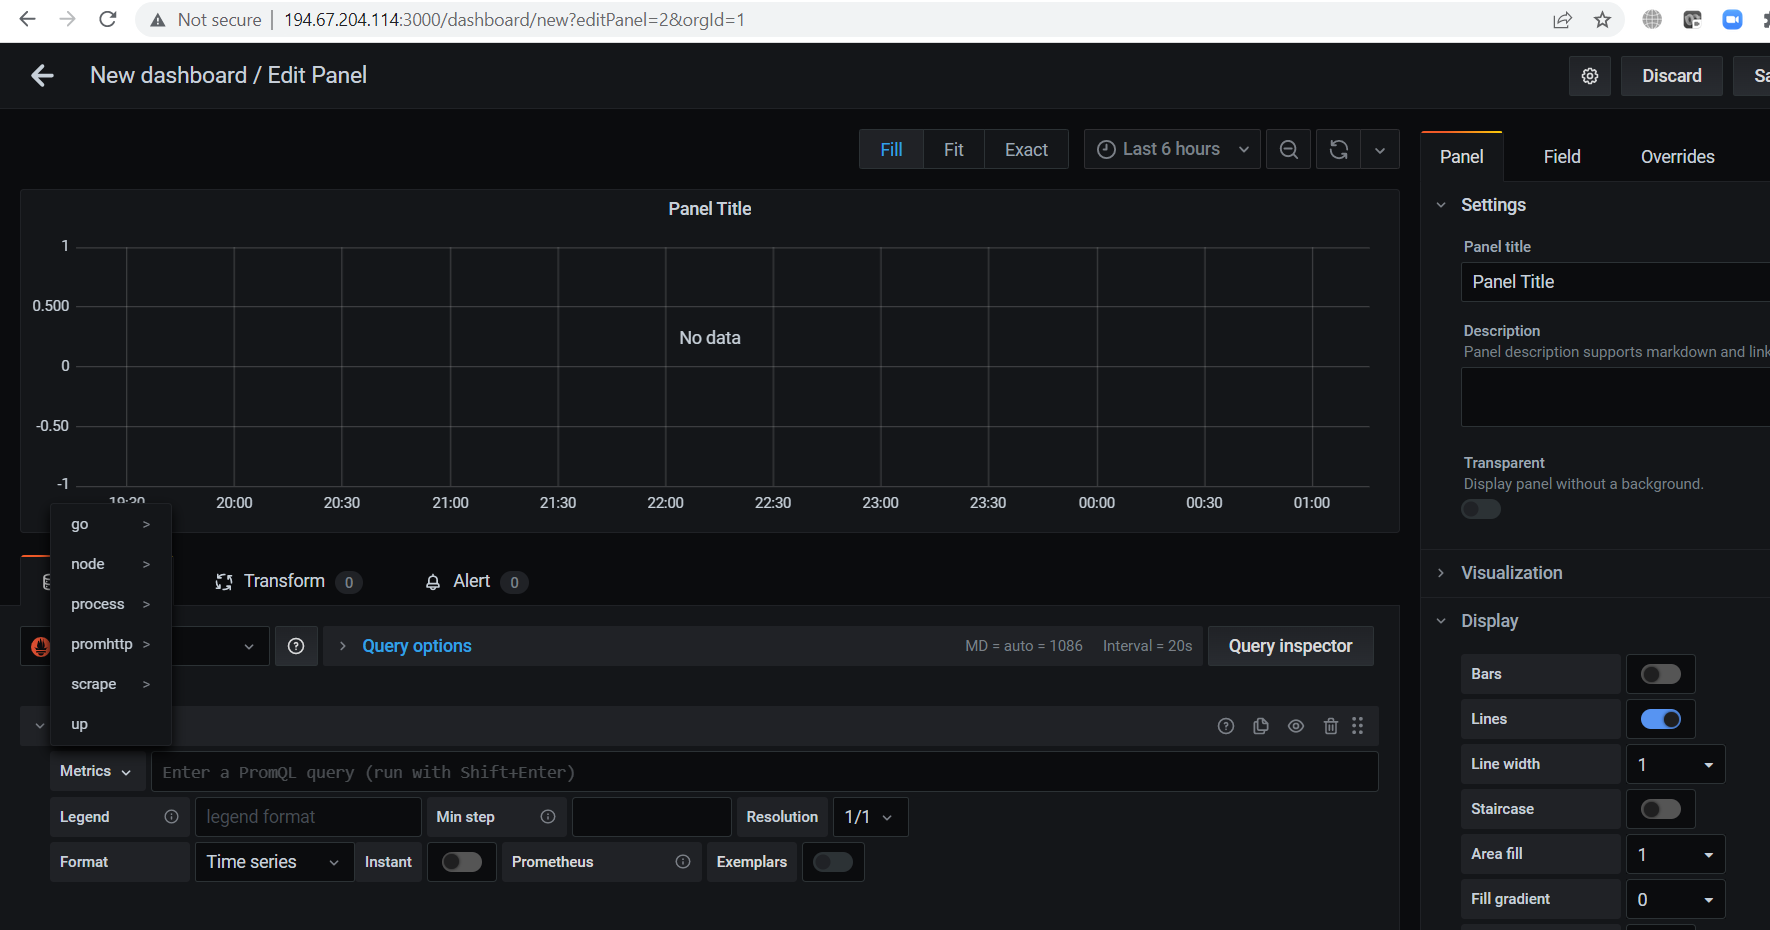 Not secure | 194.67.204.114:3000/dashboard/new?editPanel=2&orgId=1
New dashboard / Edit Panel
Discard
Fill
Fit
Exact
Last 6 hours
Panel Title
1
0.500
0
-0.50
-1
No data
20:00
20:30
21:00
21:30
22:00
22:30
23:00
23:30
00:00
00:30
01:00
go >
node >
process >
promhttp >
scrape >
up
Transform 0
Alert 0
Query options
MD = auto = 1086
Interval = 20s
Query inspector
Metrics
Enter a PromQL query (run with Shift+Enter)
Legend
legend format
Min step
Resolution
1/1
Format
Time series
Instant
Prometheus
Exemplars
Panel
Field
Overrides
Settings
Panel title
Panel Title
Description
Panel description supports markdown and link
Transparent
Display panel without a background.
Visualization
Display
Bars
Lines
Line width
1
Staircase
Area fill
1
Fill gradient
0